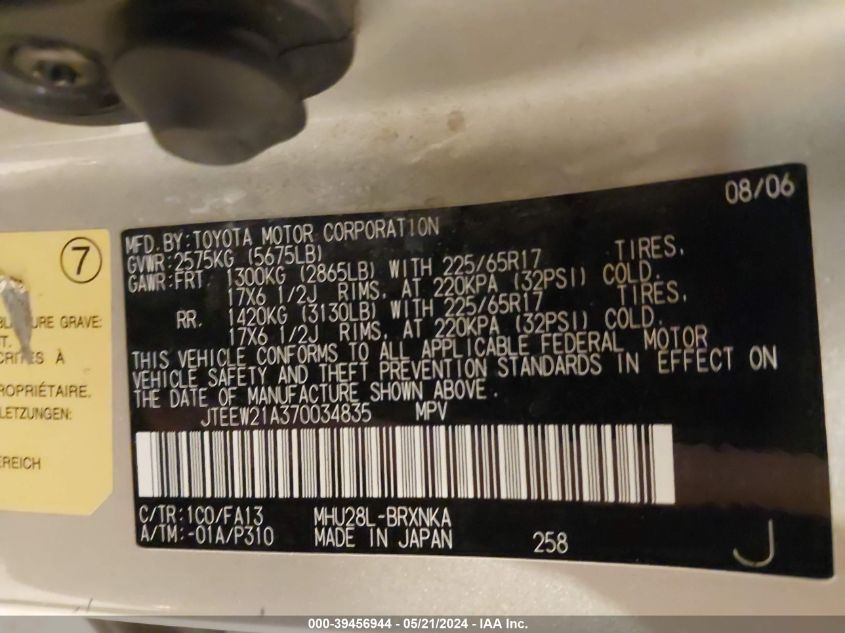 08/06
MFD. BY: TOYOTA MOTOR CORPORATION
GVWR: 2575KG (5675LB)
GAWR: FRT 1300KG (2865LB) WITH 225/65R17 TIRES,
17X6 1/2J RIMS, AT 220KPA (32PSI) COLD.
RR. 1420KG (3130LB) WITH 225/65R17 TIRES,
17X6 1/2J RIMS, AT 220KPA (32PSI) COLD.
THIS VEHICLE CONFORMS TO ALL APPLICABLE FEDERAL MOTOR
VEHICLE SAFETY AND THEFT PREVENTION STANDARDS IN EFFECT ON
THE DATE OF MANUFACTURE SHOWN ABOVE.
JTEEW21A370034835 MPV
C/TR: 1C0/FA13 MHU28L-BRXNKA
A/TM: -01A/P310 MADE IN JAPAN 258 J
7
URE GRAVE:
À
OPRIÉTAIRE.
LETZUNGEN:
EREICH
000-39456944 - 05/21/2024 - IAA Inc.